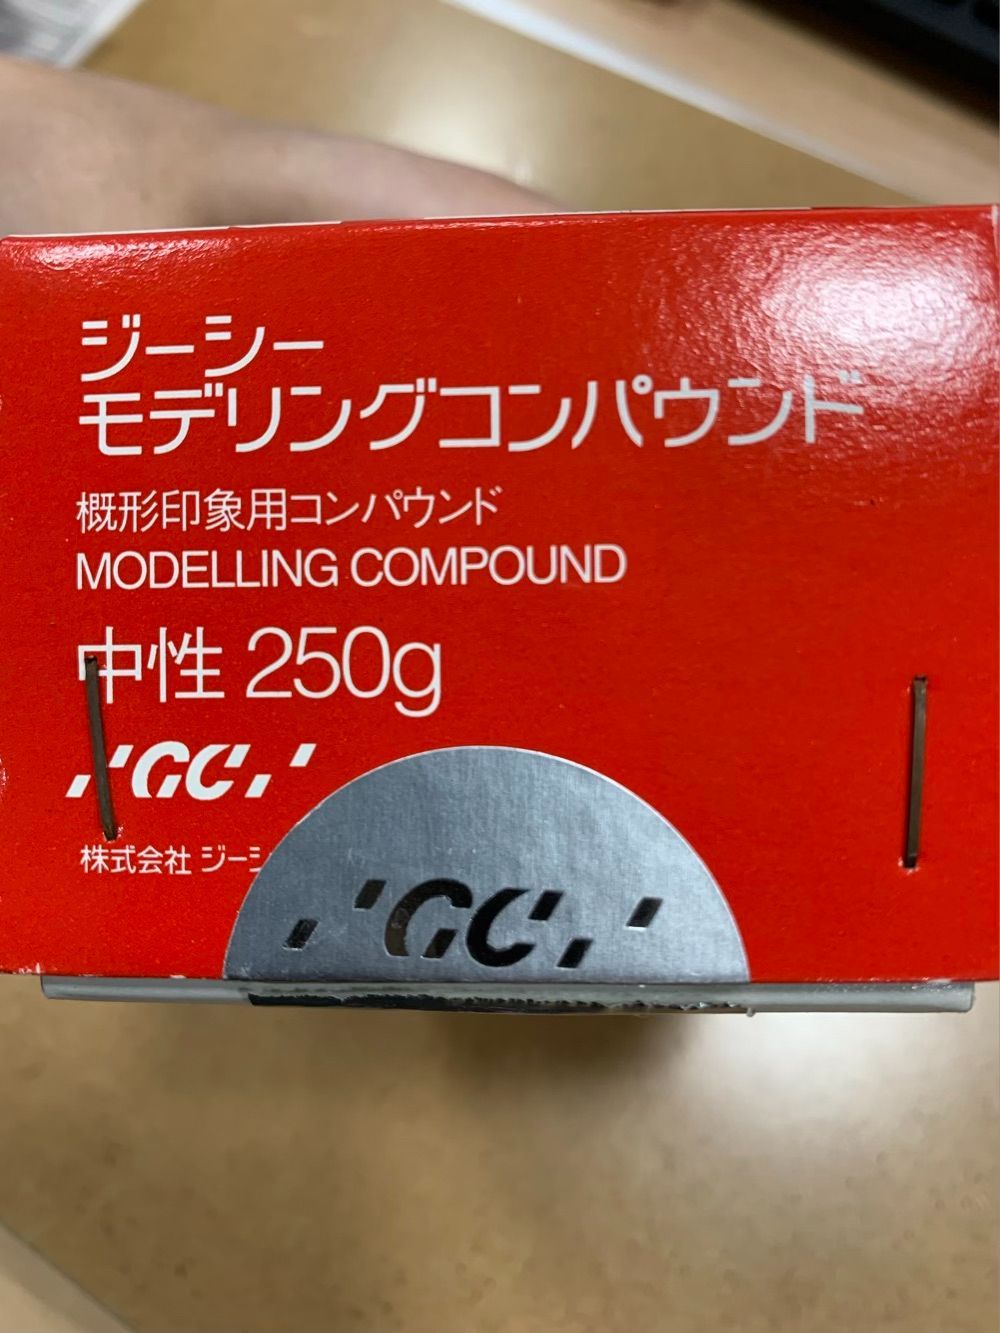 ジーシー
モデリングコンパウンド
概形印象用コンパウンド
MODELLING COMPOUND
中性 250g
GC
株式会社 ジーシ
GC